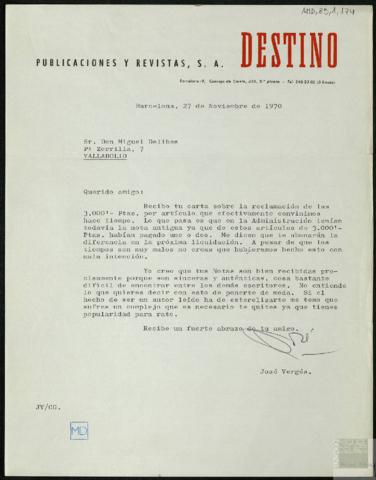 AMD, 89, 1, 174
PUBLICACIONES Y REVISTAS, S. A. DESTINO
Barcelona, 27 de Noviembre de 1970
Sr. Don Miguel Delibes
Pº Zorrilla, 7
VALLADOLID
Querido amigo:
Recibo tu carta sobre la reclamación de las
3.000'- Ptas. por artículo que efectivamente convinimos
hace tiempo. Lo que pasa es que en la Administración tenían
todavía la nota antigua ya que de estos artículos de 3.000'-
Ptas. habían pagado uno o dos. Me dicen que te abonarán la
diferencia en la próxima liquidación. A pesar de que los
tiempos son muy malos no creas que hubiéramos hecho esto con
mala intención.
Yo creo que tus Notas son bien recibidas pre-
cisamente porque son sinceras y auténticas, cosa bastante
difícil de encontrar entre los demás escritores. No entiendo
lo que quieres decir con esto de ponerte de moda. Si el
hecho de ser un autor leído ha de esterelizarte me temo que
sufres un complejo que es necesario te quites ya que tienes
popularidad para rato.
Recibe un fuerte abrazo de tu amigo.
José Vergés.
JV/CG.
MD